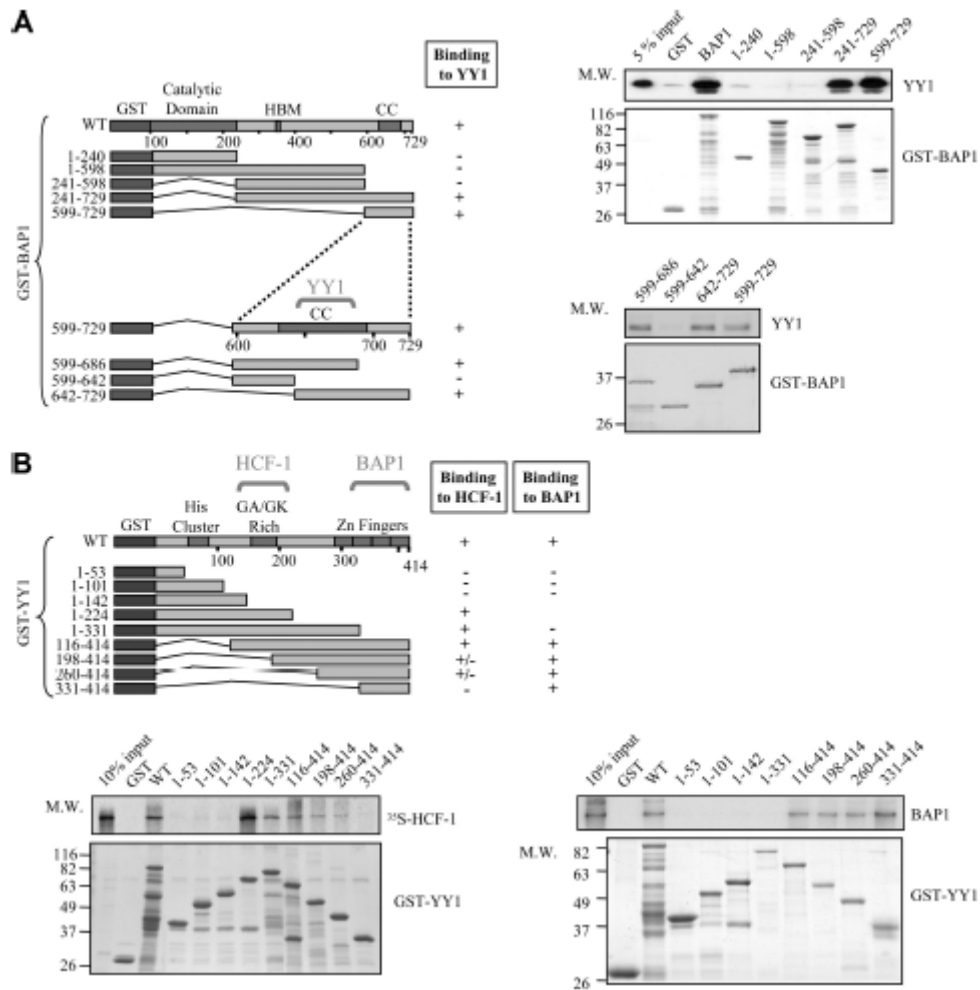 A
Binding
to YY1
GST Catalytic Domain HBM CC
WT +
100 200 400 600 729
1-240 -
1-598 -
241-598 -
241-729 +
599-729 +
GST-BAP1
YY1
CC
599-729 +
600 700 729
599-686 +
599-642 -
642-729 +
5 % input GST BAP1 1-240 1-598 241-598 241-729 599-729
M.W.
YY1
116
82
63
49
37
26
GST-BAP1
599-686 599-642 642-729 599-729
M.W.
YY1
37
26
GST-BAP1
B
HCF-1 BAP1
Binding to HCF-1
Binding to BAP1
GST His Cluster GA/GK Rich Zn Fingers
WT + +
100 200 300 414
1-53 - -
1-101 - -
1-142 - -
1-224 +
1-331 + -
116-414 + +
198-414 +/- +
260-414 +/- +
331-414 - +
GST-YY1
10% input GST WT 1-53 1-101 1-142 1-224 1-331 116-414 198-414 260-414 331-414
M.W.
³⁵S-HCF-1
116
82
63
49
37
26
GST-YY1
10% input GST WT 1-53 1-101 1-142 1-331 116-414 198-414 260-414 331-414
BAP1
M.W.
82
63
49
37
26
GST-YY1